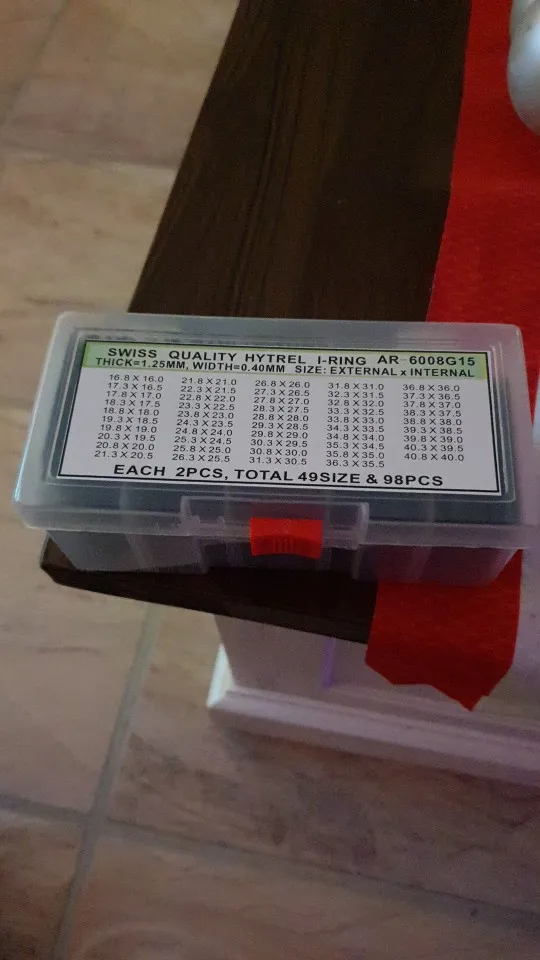 SWISS QUALITY HYTREL I-RING AR-6008G15
THICK=1.25MM, WIDTH=0.40MM SIZE: EXTERNAL x INTERNAL
16.8 X 16.0
17.3 X 16.5
17.8 X 17.0
18.3 X 17.5
18.8 X 18.0
19.3 X 18.5
19.8 X 19.0
20.3 X 19.5
20.8 X 20.0
21.3 X 20.5
21.8 X 21.0
22.3 X 21.5
22.8 X 22.0
23.3 X 22.5
23.8 X 23.0
24.3 X 23.5
24.8 X 24.0
25.3 X 24.5
25.8 X 25.0
26.3 X 25.5
26.8 X 26.0
27.3 X 26.5
27.8 X 27.0
28.3 X 27.5
28.8 X 28.0
29.3 X 28.5
29.8 X 29.0
30.3 X 29.5
30.8 X 30.0
31.3 X 30.5
31.8 X 31.0
32.3 X 31.5
32.8 X 32.0
33.3 X 32.5
33.8 X 33.0
34.3 X 33.5
34.8 X 34.0
35.3 X 34.5
35.8 X 35.0
36.3 X 35.5
36.8 X 36.0
37.3 X 36.5
37.8 X 37.0
38.3 X 37.5
38.8 X 38.0
39.3 X 38.5
39.8 X 39.0
40.3 X 39.5
40.8 X 40.0
EACH 2PCS, TOTAL 49SIZE & 98PCS